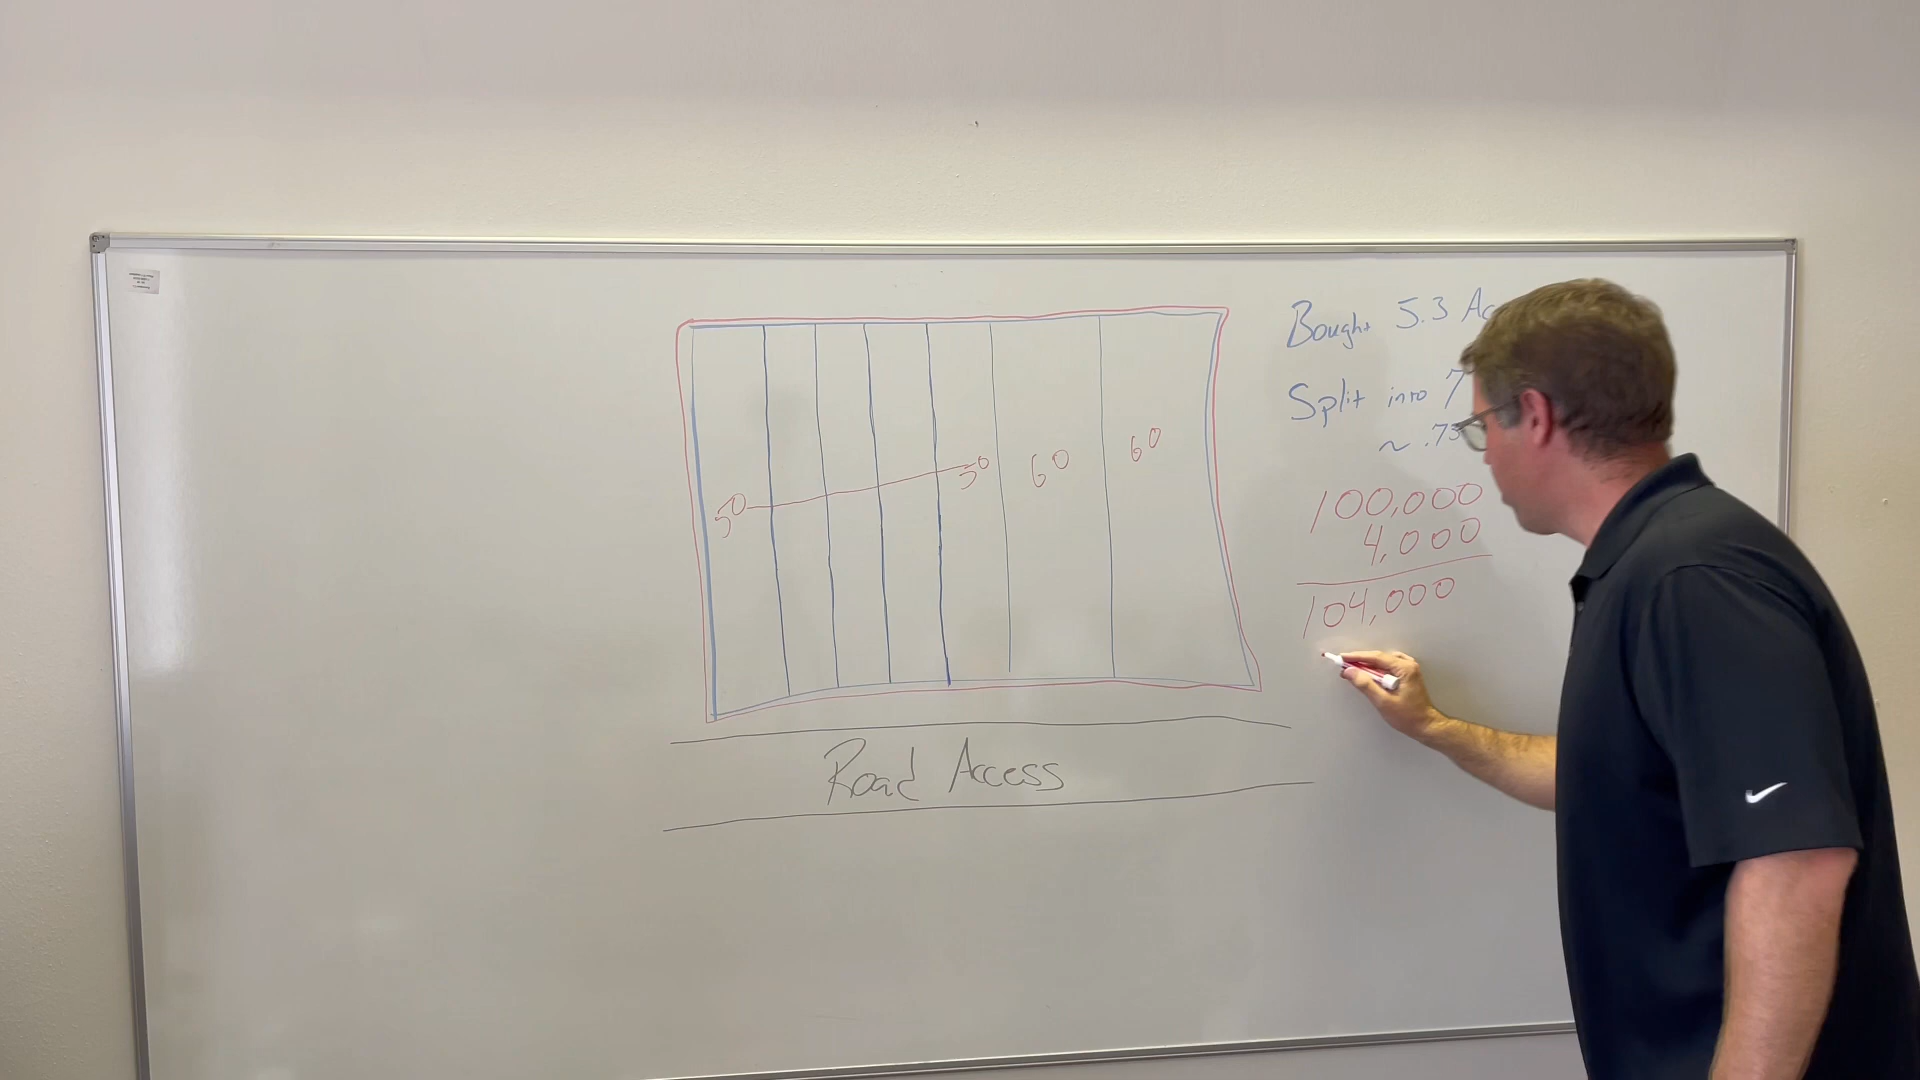 Bought 5.3
Split into 7
~ .75
100,000
4,000
104,000
50 50 60 60
Road Access